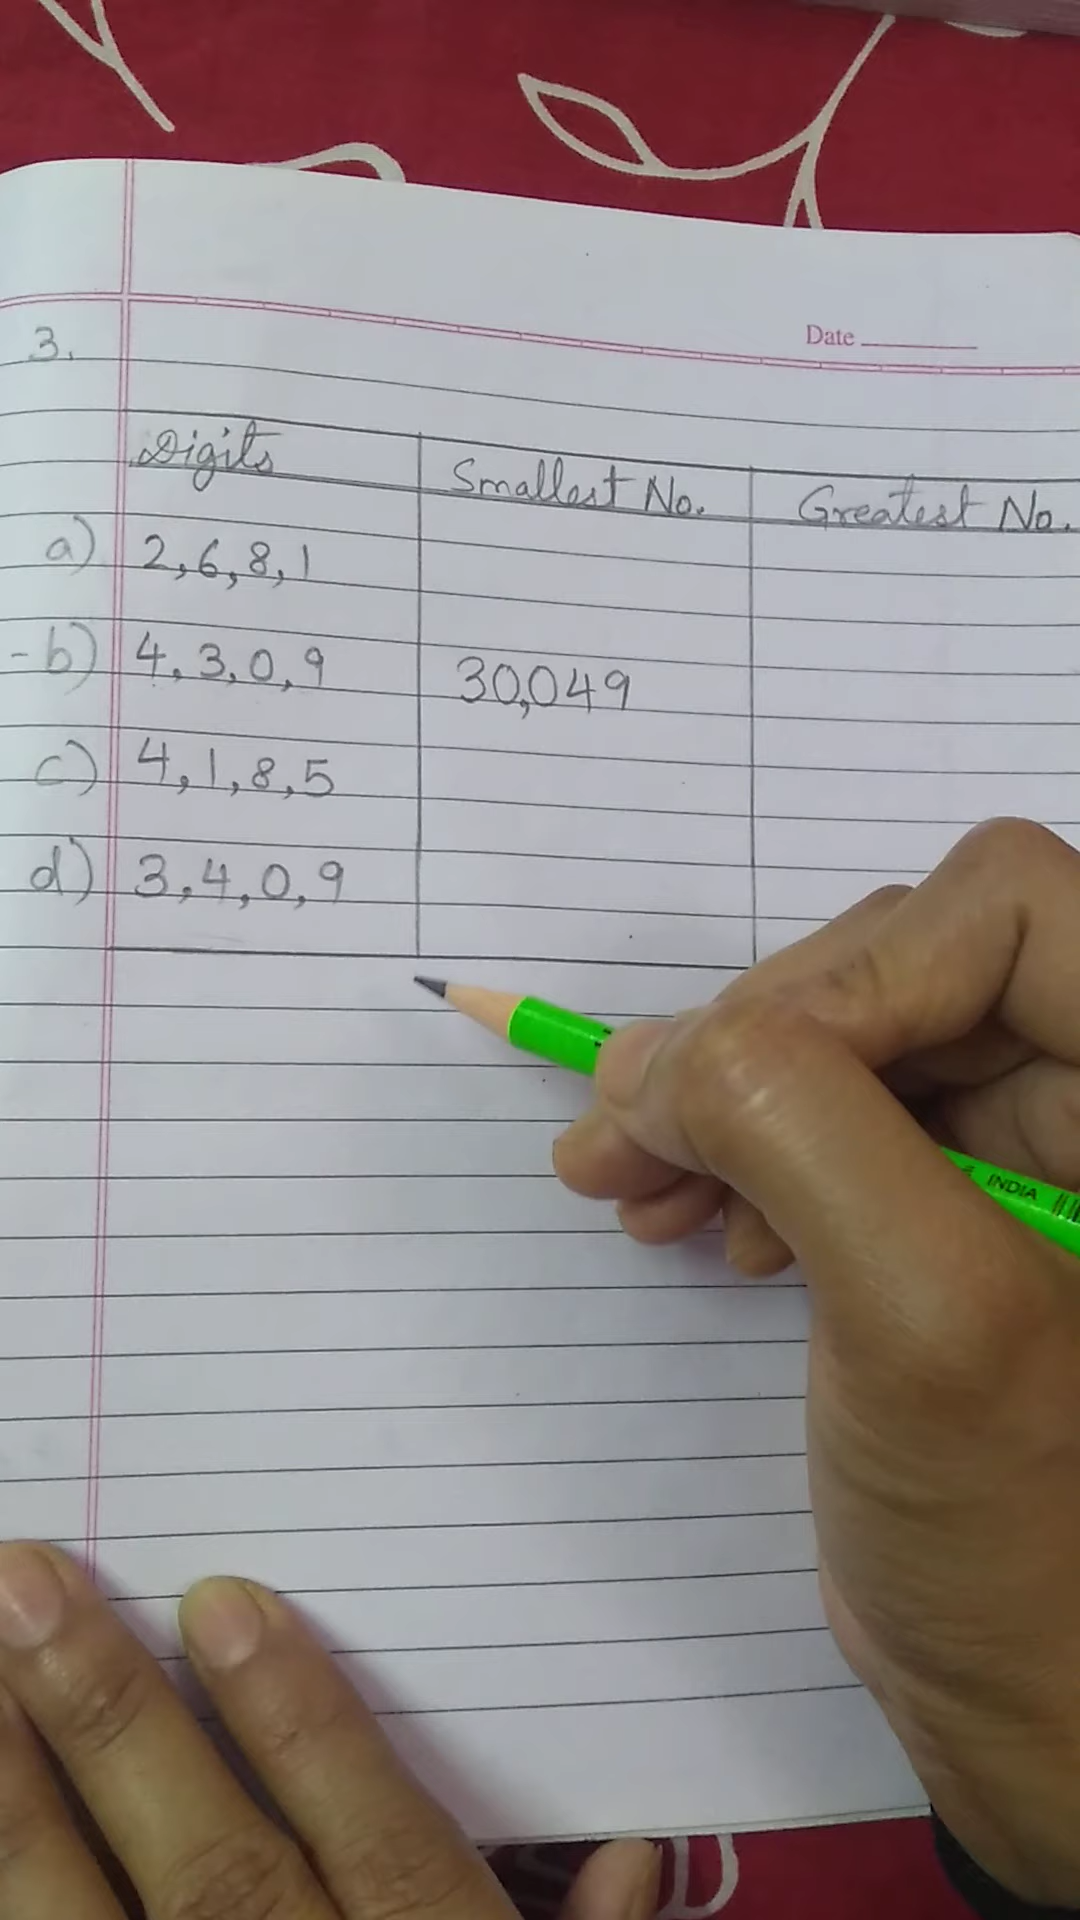 Date
3.
Digits Smallest No. Greatest No.
a) 2,6,8,1
-b) 4,3,0,9 30,049
c) 4,1,8,5
d) 3,4,0,9
INDIA